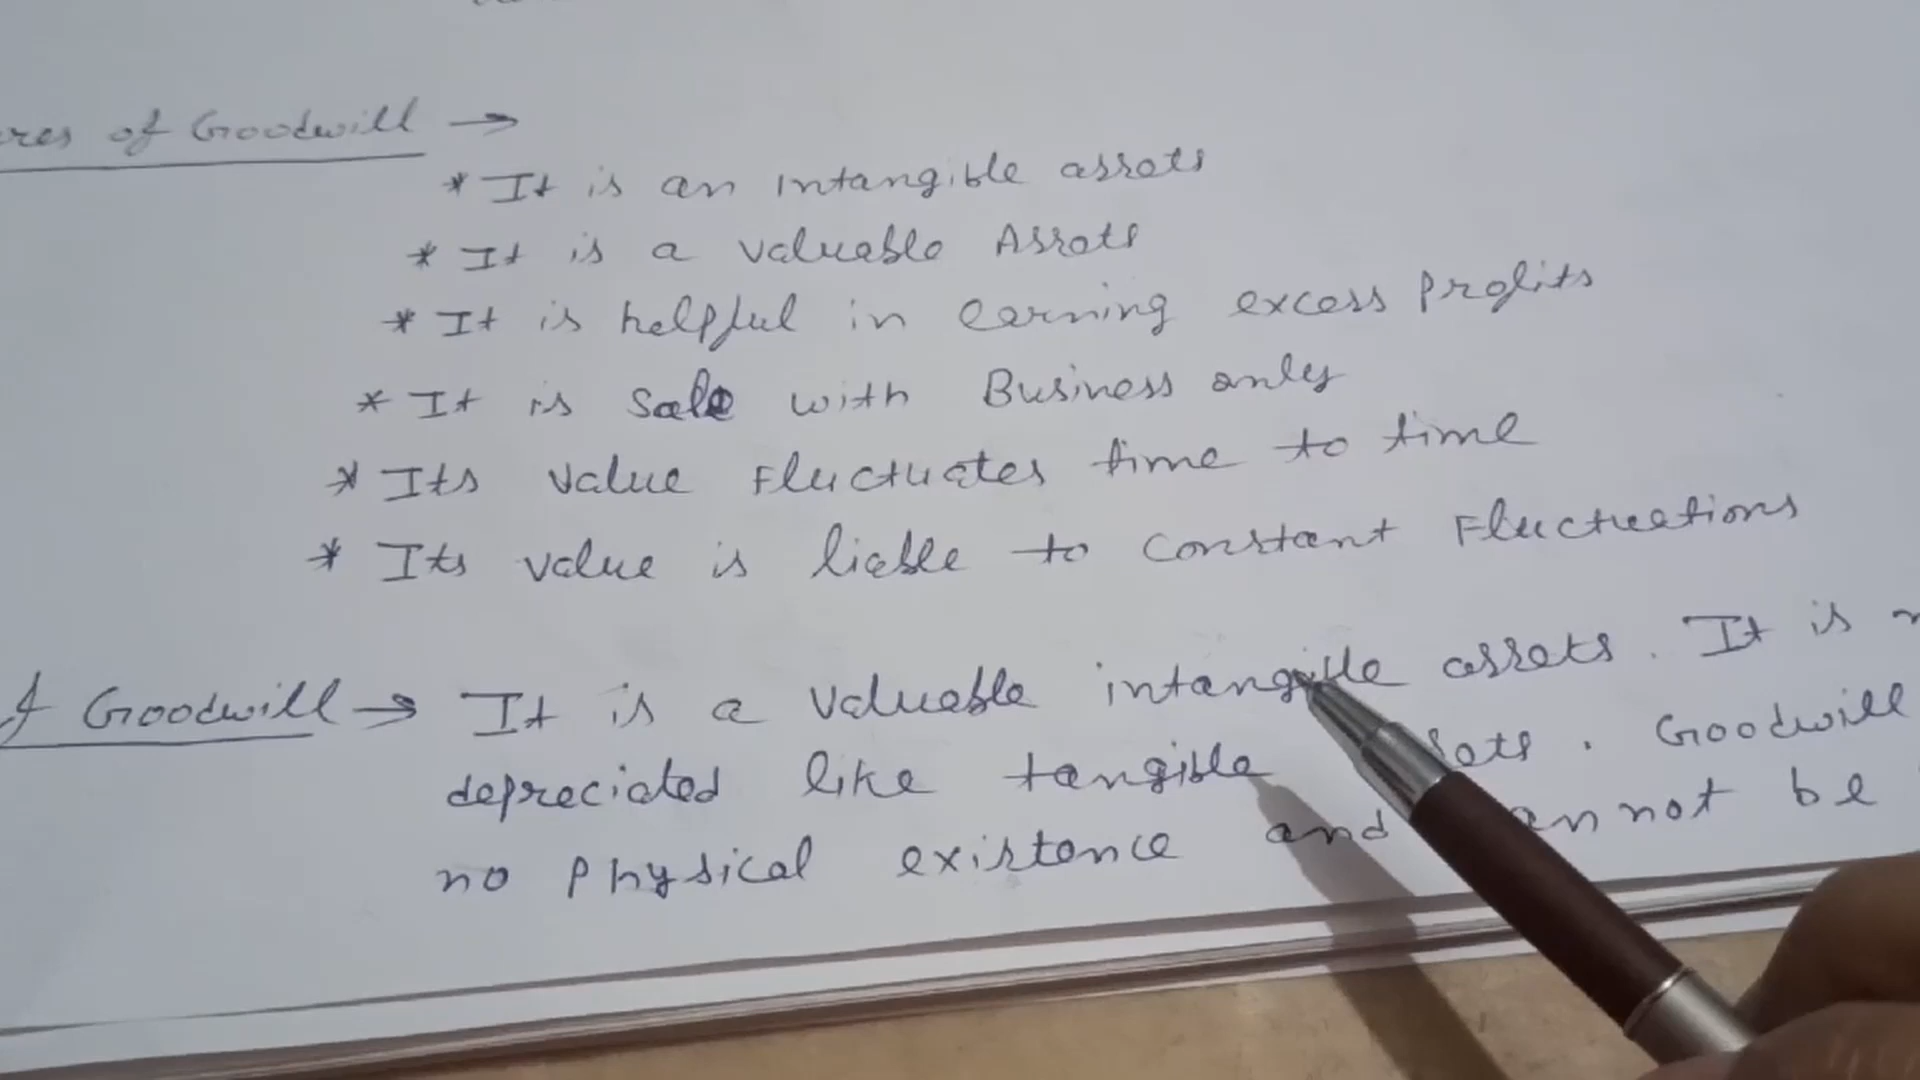 of Goodwill →
* It is an intangible assets
* It is a valuable Assets
* It is helpful in earning excess profits
* It is Sale with Business only
* Its value Fluctuates time to time
* Its value is liable to constant Fluctuations
Goodwill → It is a valuable intangible assets. It is
depreciated like tangible . Goodwill
no physical existence and cannot be